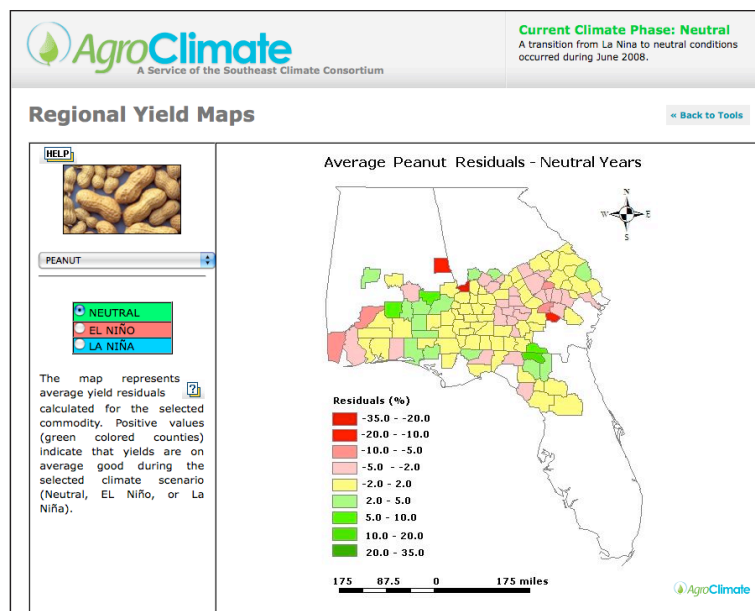 AgroClimate
A Service of the Southeast Climate Consortium
Current Climate Phase: Neutral
A transition from La Nina to neutral conditions
occurred during June 2008.
Regional Yield Maps
« Back to Tools
HELP
PEANUT
NEUTRAL
EL NIÑO
LA NIÑA
The map represents
average yield residuals ?
calculated for the selected
commodity. Positive values
(green colored counties)
indicate that yields are on
average good during the
selected climate scenario
(Neutral, EL Niño, or La
Niña).
Average Peanut Residuals - Neutral Years
N
W E
S
Residuals (%)
-35.0 - -20.0
-20.0 - -10.0
-10.0 - -5.0
-5.0 - -2.0
-2.0 - 2.0
2.0 - 5.0
5.0 - 10.0
10.0 - 20.0
20.0 - 35.0
175 87.5 0 175 miles
AgroClimate